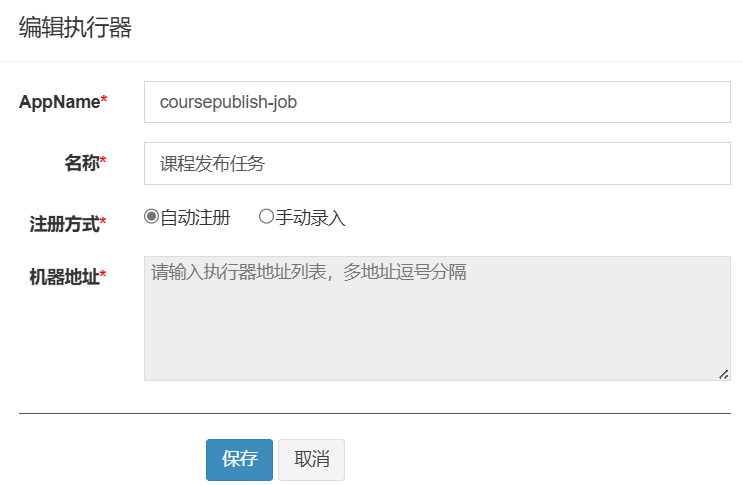 编辑执行器
AppName* coursepublish-job
名称* 课程发布任务
注册方式* 自动注册 手动录入
机器地址* 请输入执行器地址列表，多地址逗号分隔
保存 取消